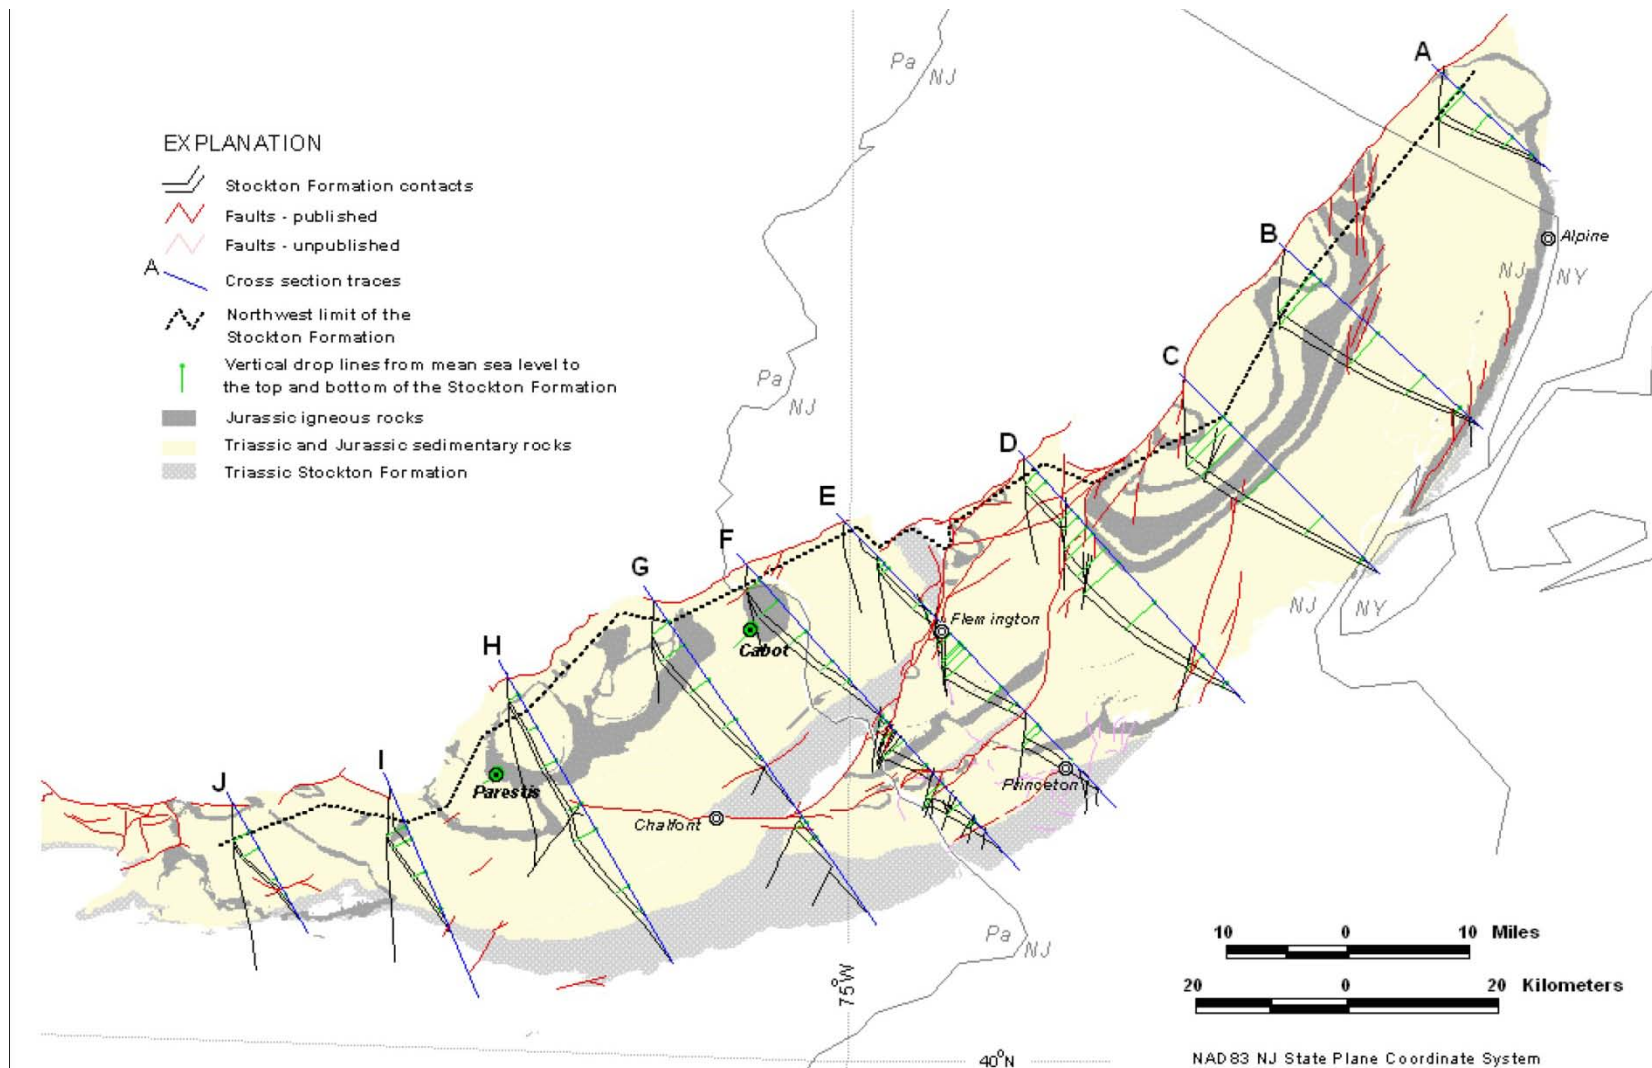 Pa
NJ
A
EXPLANATION
Stockton Formation contacts
Faults - published
Faults - unpublished
A
Cross section traces
Northwest limit of the
Stockton Formation
Vertical drop lines from mean sea level to
the top and bottom of the Stockton Formation
Jurassic igneous rocks
Triassic and Jurassic sedimentary rocks
Triassic Stockton Formation
B
Alpine
NJ
NY
C
Pa
NJ
D
E
F
G
H
Flemington
Cabot
NJ
NY
I
J
Parestis
Princeton
Chalfont
Pa
NJ
75°W
10 0 10 Miles
20 0 20 Kilometers
40°N
NAD83 NJ State Plane Coordinate System